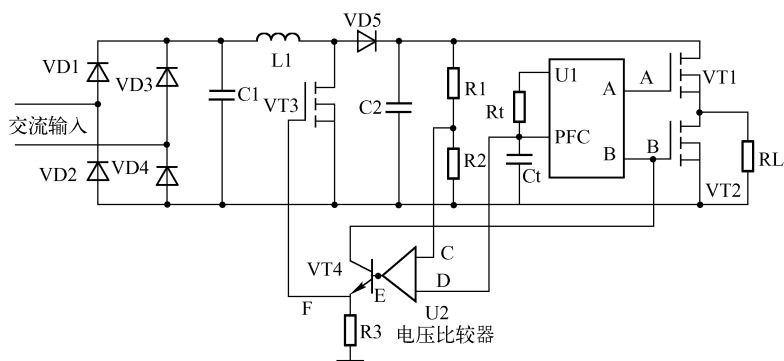 VD5
VD1
VD3
L1
C1
VT3
C2
R1
Rt
U1
A
A
VT1
交流输入
PFC
R2
B
B
VD2
VD4
Ct
VT2
RL
VT4
C
D
E
F
U2
R3
电压比较器